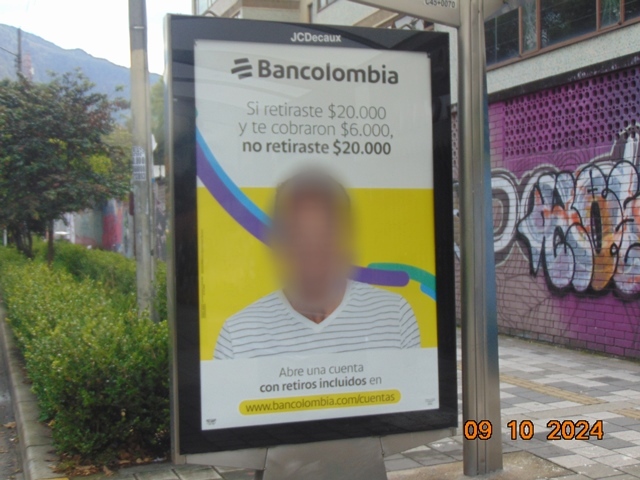 JCDecaux
Bancolombia
Si retiraste $20.000
y te cobraron $6.000,
no retiraste $20.000
Abre una cuenta
con retiros incluidos en
www.bancolombia.com/cuentas
09 10 2024